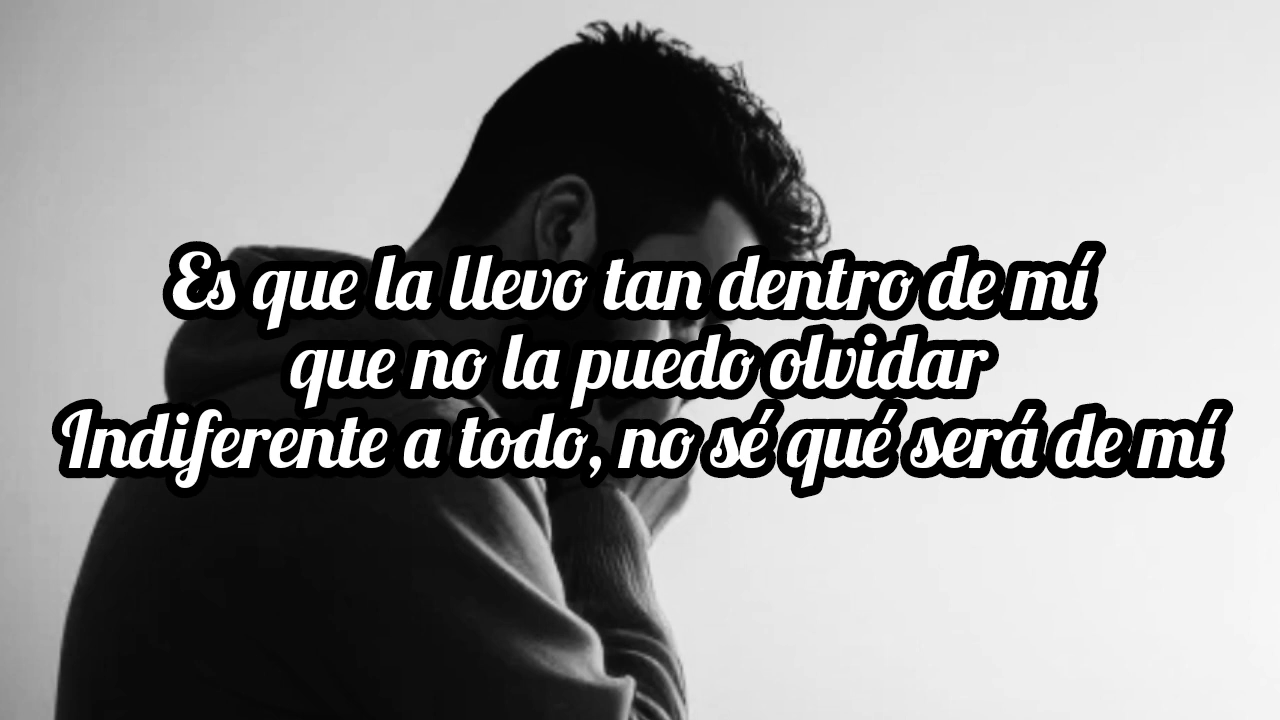 Es que la llevo tan dentro de mí
que no la puedo olvidar
Indiferente a todo, no sé qué será de mí